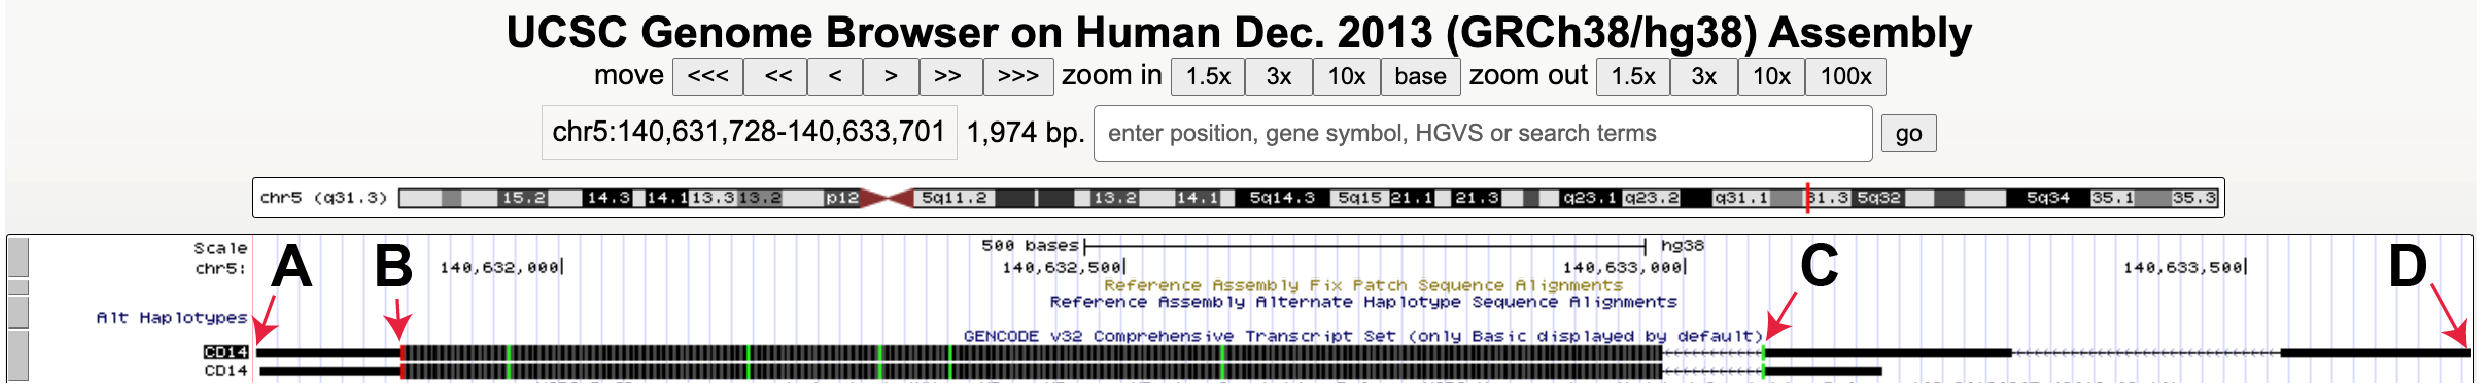 UCSC Genome Browser on Human Dec. 2013 (GRCh38/hg38) Assembly
move <<< << < > >> >>> zoom in 1.5x 3x 10x base zoom out 1.5x 3x 10x 100x
chr5:140,631,728-140,633,701 1,974 bp. enter position, gene symbol, HGVS or search terms go
chr5 (q31.3) 15.2 14.3 14.1 13.3 13.2 p12 5q11.2 13.2 14.1 5q14.3 5q15 21.1 21.3 q23.1 q23.2 q31.1 31.3 5q32 5q34 35.1 35.3
Scale 500 bases hg38
A B C D
chr5: 140,632,000| 140,632,500| 140,633,000| 140,633,500|
Reference Assembly Fix Patch Sequence Alignments
Reference Assembly Alternate Haplotype Sequence Alignments
Alt Haplotypes
GENCODE v32 Comprehensive Transcript Set (only Basic displayed by default)
CD14
CD14